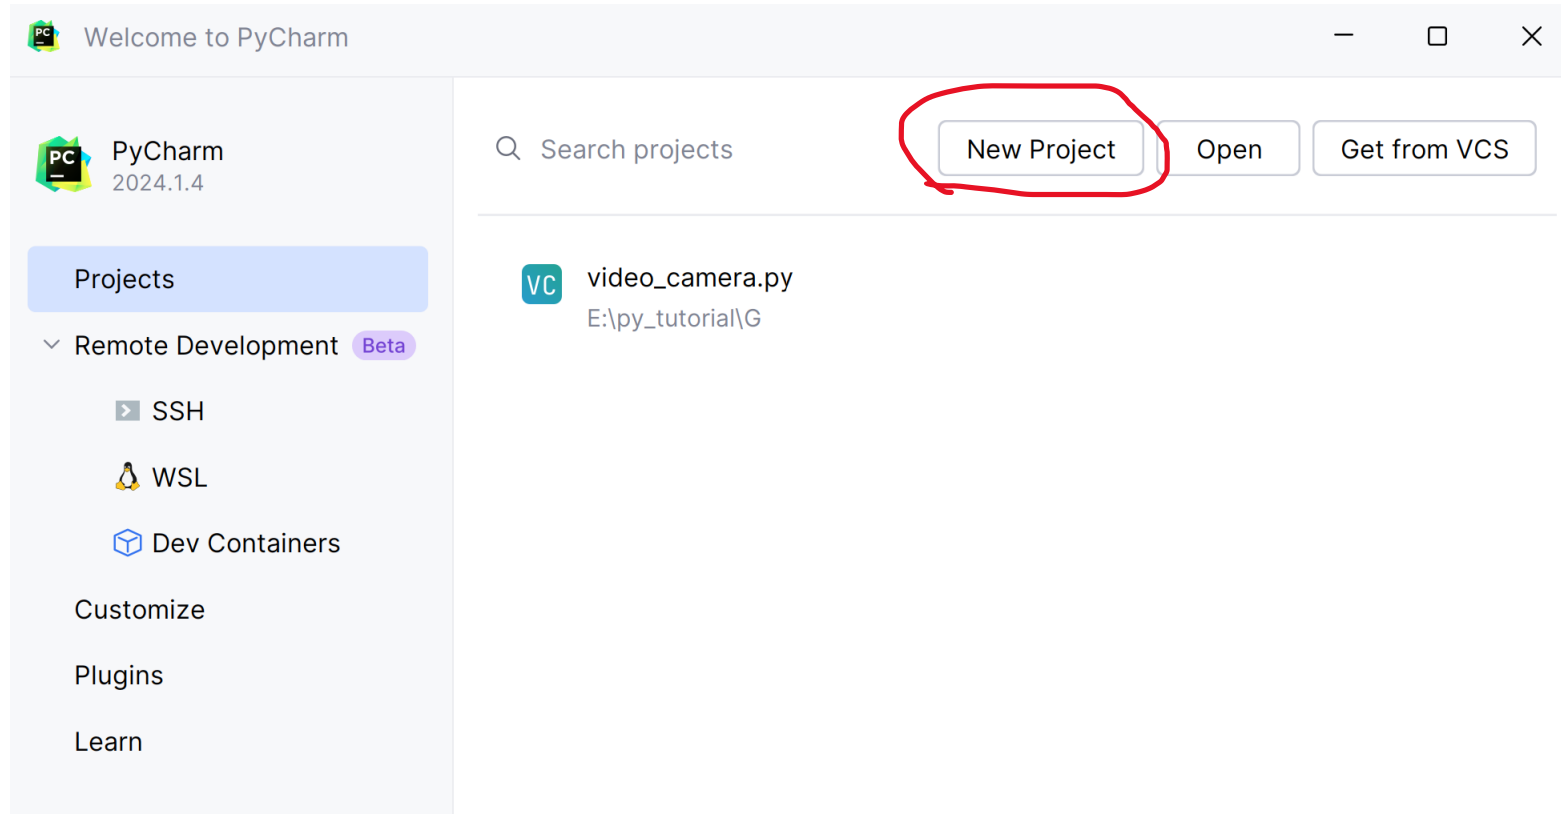 PC Welcome to PyCharm
PC PyCharm
2024.1.4
Search projects New Project Open Get from VCS
Projects
Remote Development Beta
SSH
WSL
Dev Containers
Customize
Plugins
Learn
VC video_camera.py
E:\py_tutorial\G